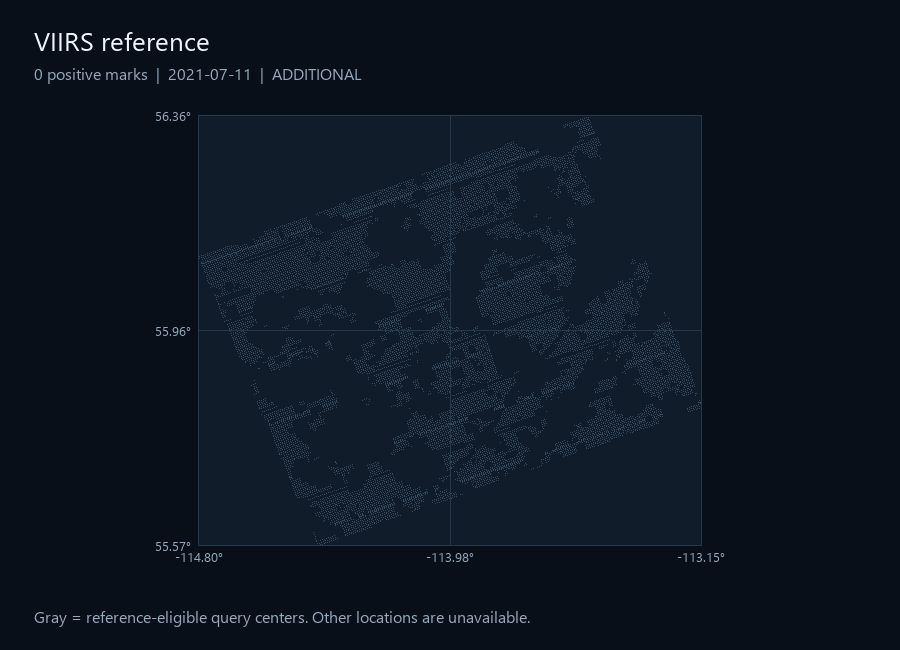 VIIRS reference
0 positive marks | 2021-07-11 | ADDITIONAL
56.36°
55.96°
55.57°
-114.80°
-113.98°
-113.15°
Gray = reference-eligible query centers. Other locations are unavailable.